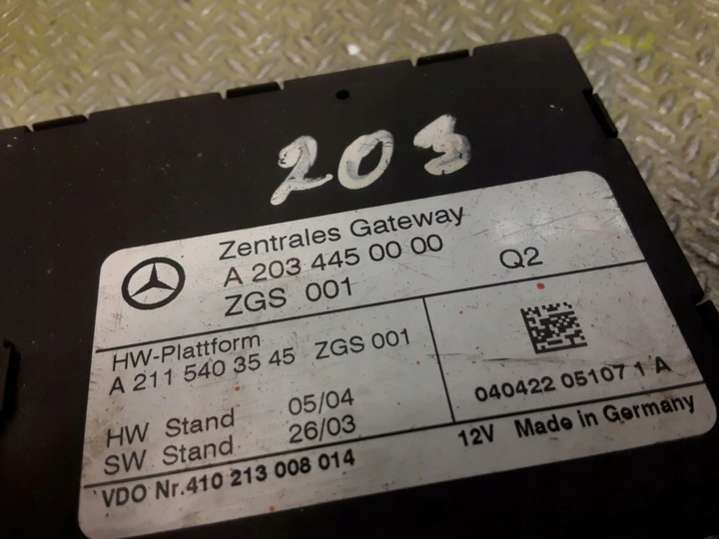 203
Zentrales Gateway
A 203 445 00 00
ZGS 001
Q2
HW-Plattform
A 211 540 35 45 ZGS 001
HW Stand 05/04
SW Stand 26/03
040422 05107 1 A
VDO Nr.410 213 008 014
12V Made in Germany